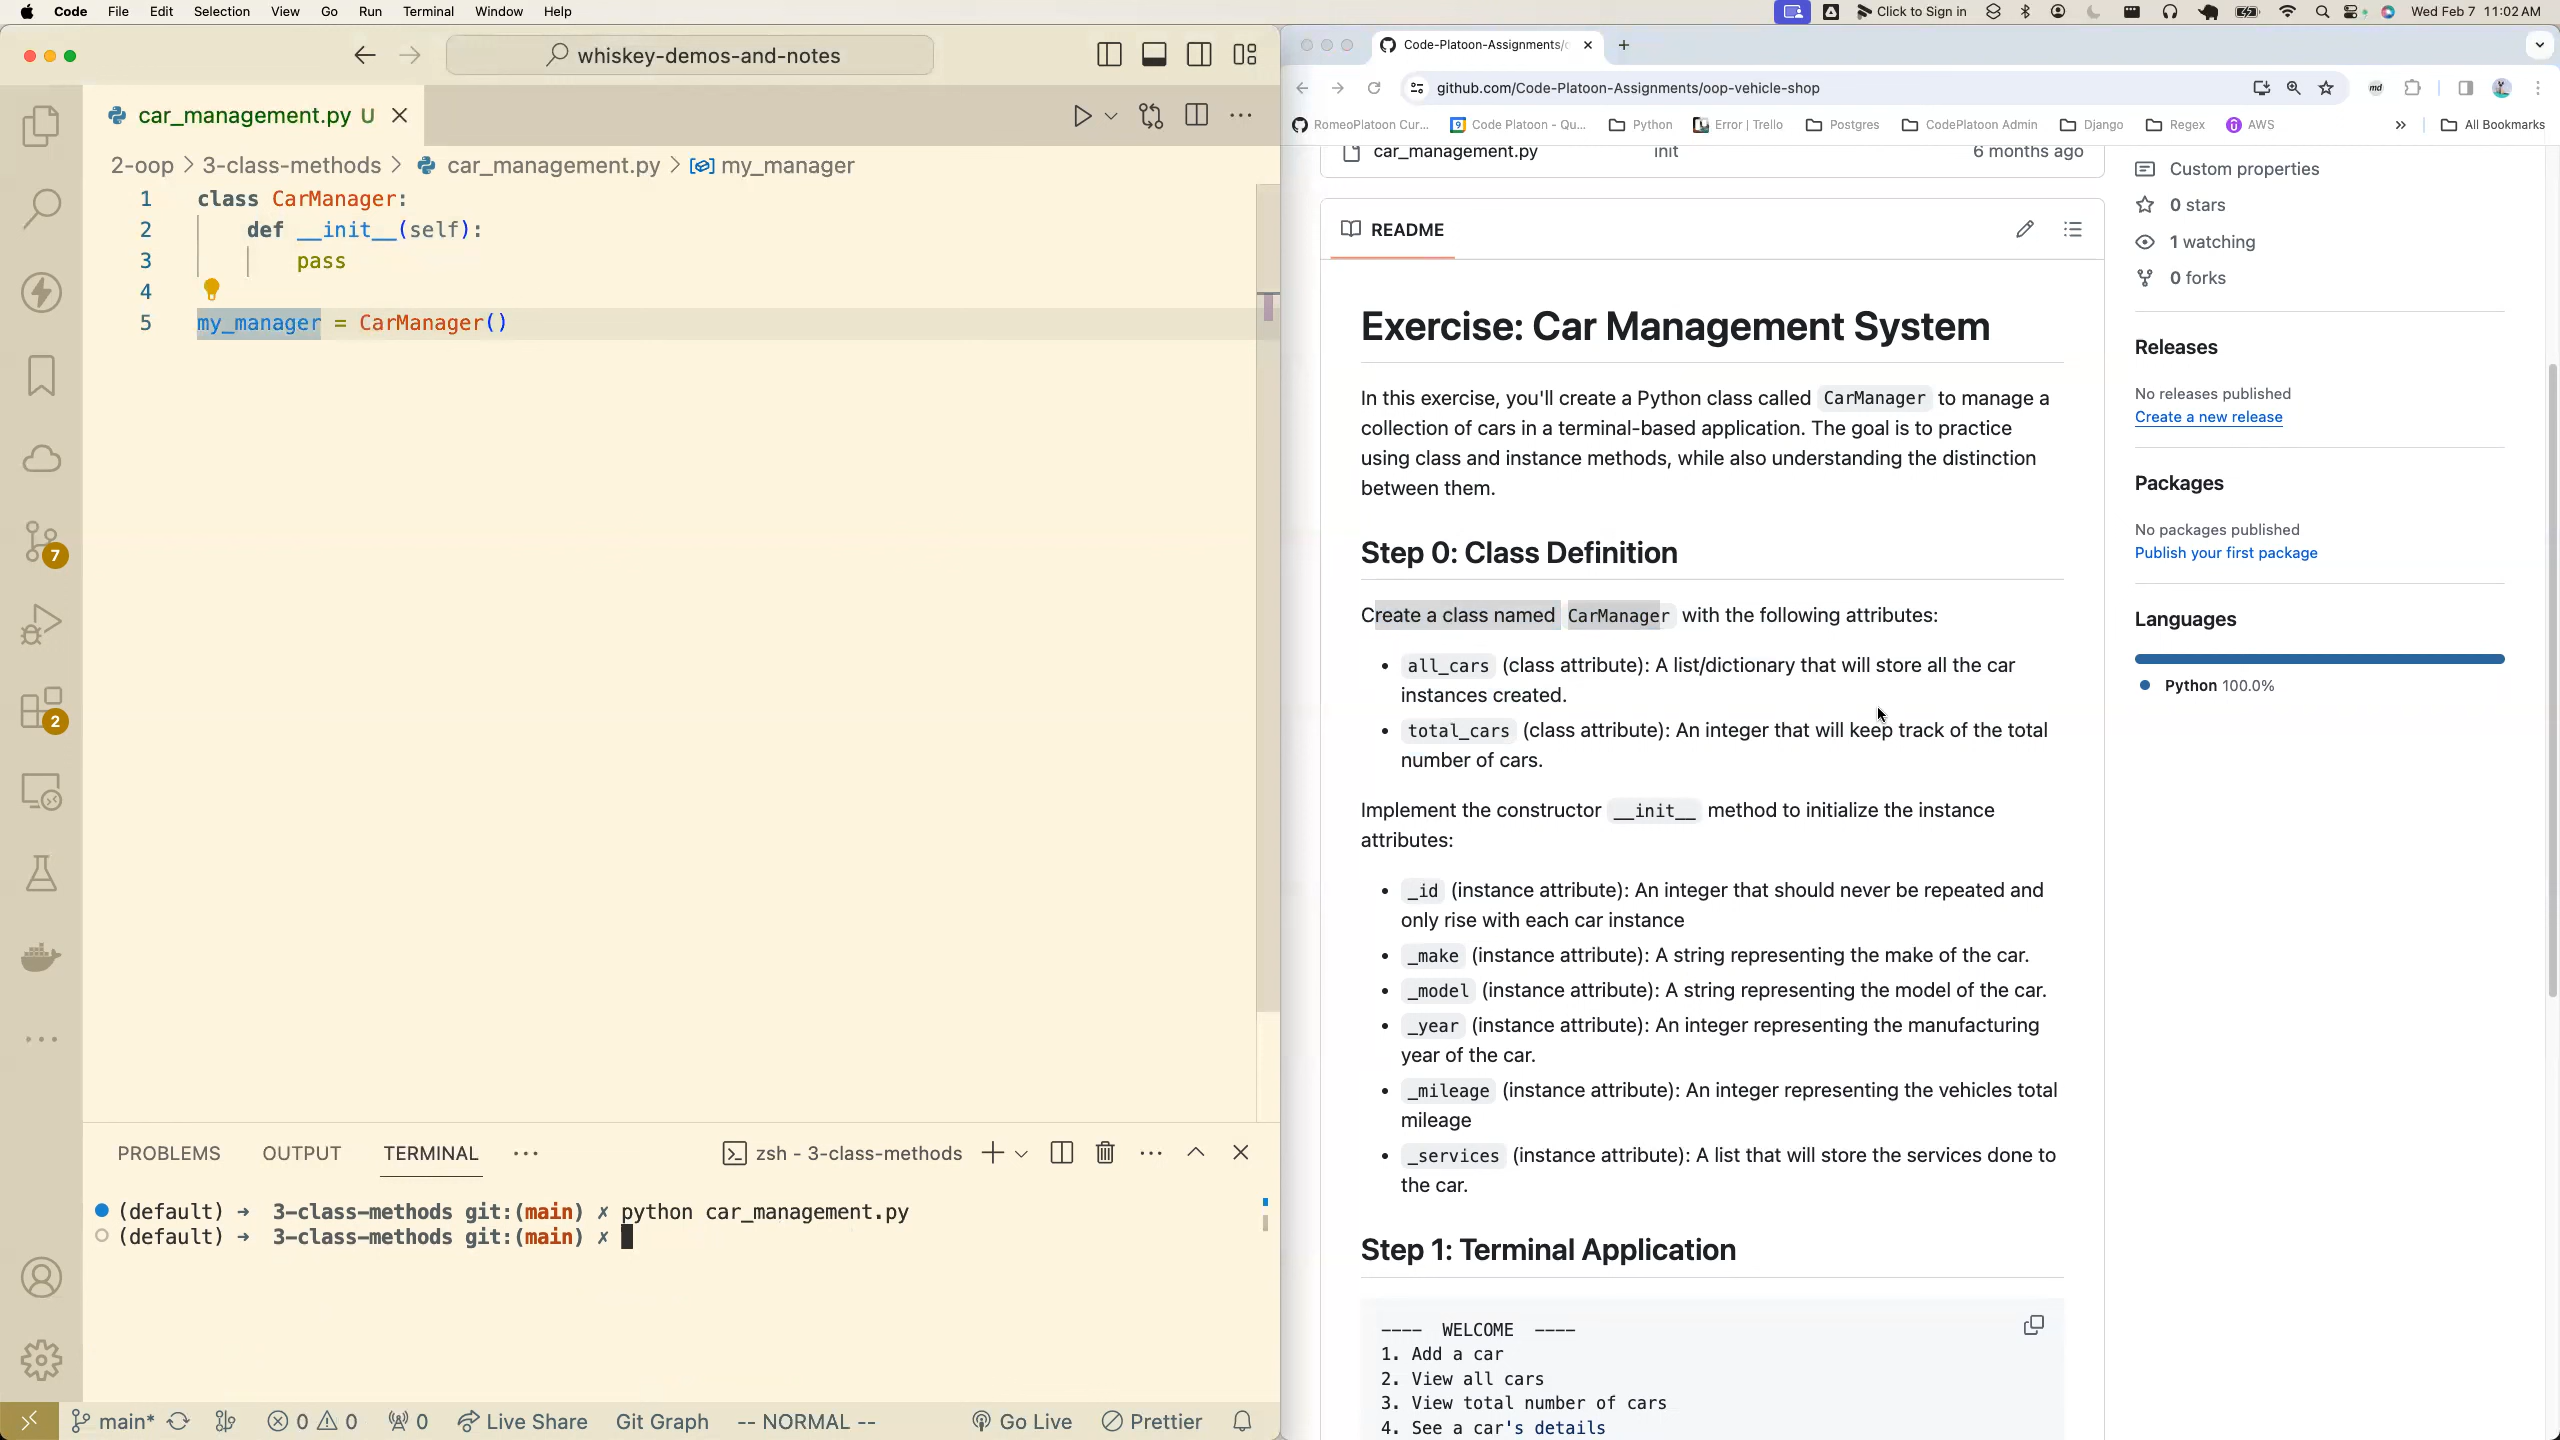 Code File Edit Selection View Go Run Terminal Window Help
Click to Sign in Wed Feb 7 11:02 AM
whiskey-demos-and-notes
car_management.py U
2-oop > 3-class-methods > car_management.py > my_manager
1 class CarManager:
2 def __init__(self):
3 pass
4
5 my_manager = CarManager()
PROBLEMS OUTPUT TERMINAL ··· zsh - 3-class-methods
(default) → 3-class-methods git:(main) ✗ python car_management.py
(default) → 3-class-methods git:(main) ✗
7
2
main* 0 0 0 Live Share Git Graph -- NORMAL -- Go Live Prettier
Code-Platoon-Assignments/
github.com/Code-Platoon-Assignments/oop-vehicle-shop
md
RomeoPlatoon Cur... 9 Code Platoon - Qu... Python Error | Trello Postgres CodePlatoon Admin Django Regex AWS » All Bookmarks
car_management.py init 6 months ago
README
Exercise: Car Management System
In this exercise, you'll create a Python class called CarManager to manage a
collection of cars in a terminal-based application. The goal is to practice
using class and instance methods, while also understanding the distinction
between them.
Step 0: Class Definition
Create a class named CarManager with the following attributes:
• all_cars (class attribute): A list/dictionary that will store all the car
instances created.
• total_cars (class attribute): An integer that will keep track of the total
number of cars.
Implement the constructor __init__ method to initialize the instance
attributes:
• _id (instance attribute): An integer that should never be repeated and
only rise with each car instance
• _make (instance attribute): A string representing the make of the car.
• _model (instance attribute): A string representing the model of the car.
• _year (instance attribute): An integer representing the manufacturing
year of the car.
• _mileage (instance attribute): An integer representing the vehicles total
mileage
• _services (instance attribute): A list that will store the services done to
the car.
Step 1: Terminal Application
---- WELCOME ----
1. Add a car
2. View all cars
3. View total number of cars
4. See a car's details
Custom properties
0 stars
1 watching
0 forks
Releases
No releases published
Create a new release
Packages
No packages published
Publish your first package
Languages
Python 100.0%